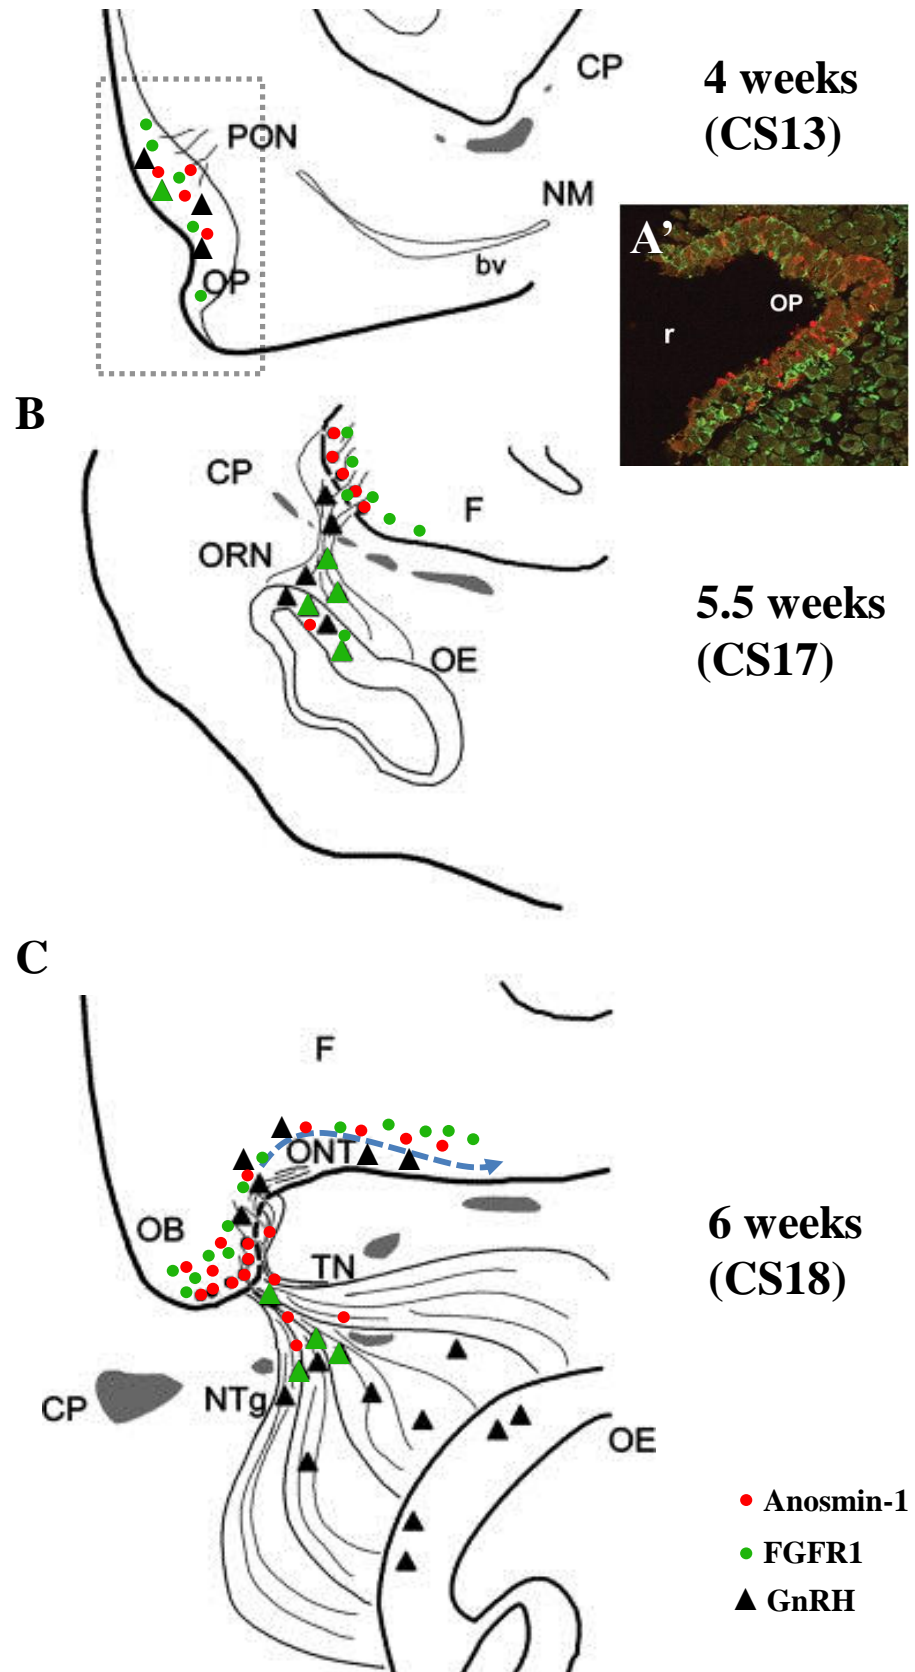 CP
4 weeks
(CS13)
PON
NM
A’
bv
OP
OP
r
B
CP
F
ORN
5.5 weeks
(CS17)
OE
C
F
ONT
OB
6 weeks
(CS18)
TN
CP
NTg
OE
Anosmin-1
FGFR1
GnRH